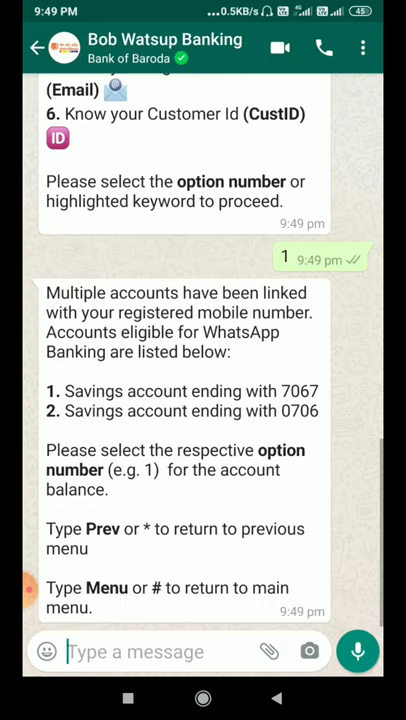 9:49 PM
...0.5KB/s
45
Bob Watsup Banking
Bank of Baroda
(Email)
6. Know your Customer Id (CustID)
ID
Please select the option number or
highlighted keyword to proceed.
9:49 pm
1
9:49 pm
Multiple accounts have been linked
with your registered mobile number.
Accounts eligible for WhatsApp
Banking are listed below:
1. Savings account ending with 7067
2. Savings account ending with 0706
Please select the respective option
number (e.g. 1) for the account
balance.
Type Prev or * to return to previous
menu
Type Menu or # to return to main
menu.
9:49 pm
Type a message